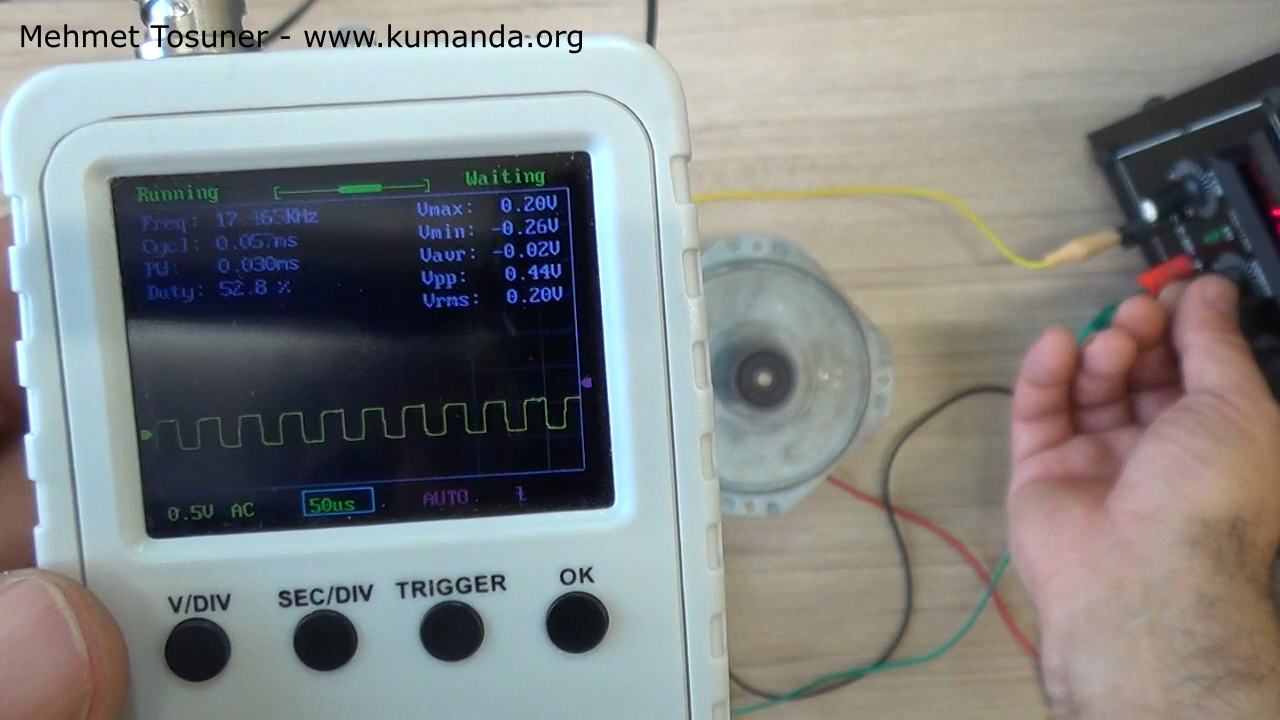 Mehmet Tosuner - www.kumanda.org
Running Waiting
Freq: 17.463KHz Vmax: 0.20V
Cycl: 0.057ms Vmin: -0.26V
PW: 0.030ms Vavr: -0.02V
Duty: 52.8 % Vpp: 0.44V
Vrms: 0.20V
0.5V AC 50us AUTO
V/DIV SEC/DIV TRIGGER OK